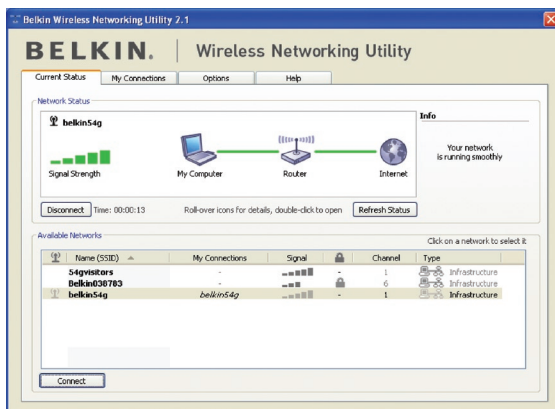 Belkin Wireless Networking Utility 2.1
BELKIN. | Wireless Networking Utility
Current Status My Connections Options Help
Network Status
belkin54g
Info
Your network
is running smoothly
Signal Strength My Computer Router Internet
Disconnect Time: 00:00:13 Roll-over icons for details, double-click to open Refresh Status
Available Networks
Click on a network to select it
Name (SSID) My Connections Signal Channel Type
54gvisitors - - 1 Infrastructure
Belkin038783 - 6 Infrastructure
belkin54g belkin54g - 1 Infrastructure
Connect